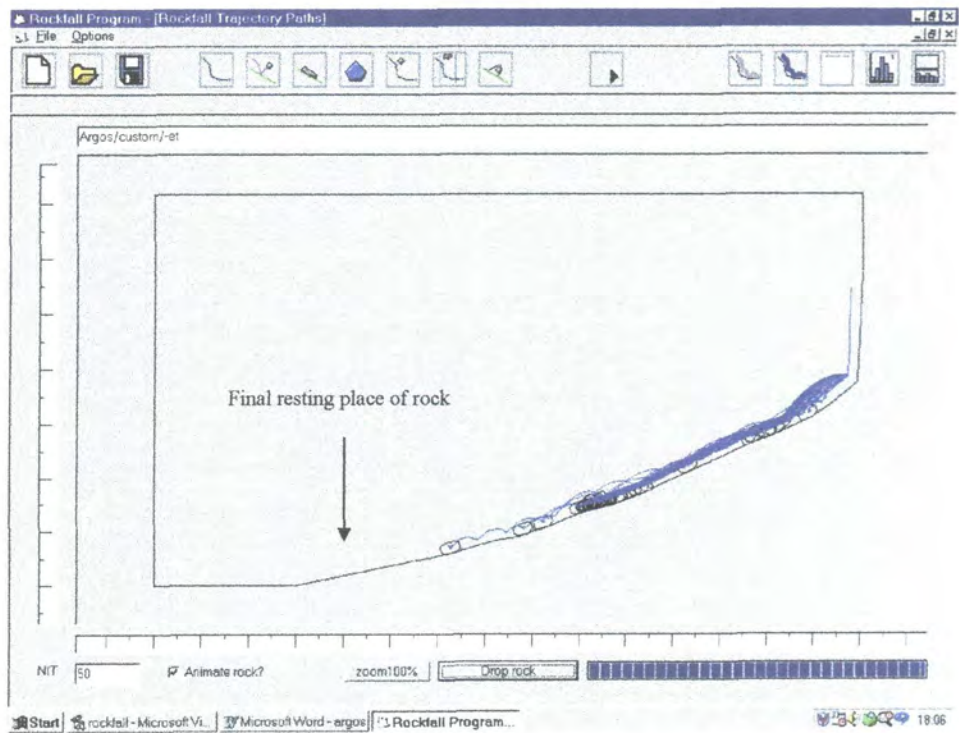 Rockfall Program - [Rockfall Trajectory Paths]
File Options
Argos/custom/-et
Final resting place of rock
NIT 50 Animate rock? zoom100% Drop rock
Start rockfall - Microsoft Vi... Microsoft Word - argos Rockfall Program... 18:06